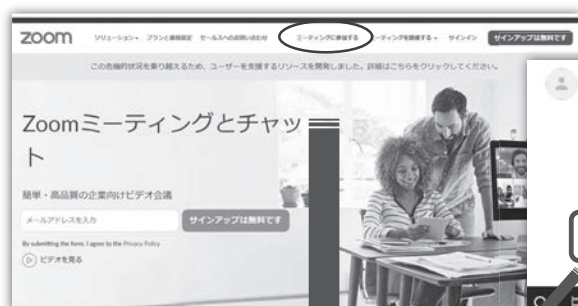 zoom ソリューション プランと価格設定 セールスへのお問い合わせ ミーティングに参加する ミーティングを開催する サインイン サインアップは無料です
この危機的状況を乗り越えるため、ユーザーを支援するリソースを開発しました。詳細はこちらをクリックしてください。
Zoomミーティングとチャッ
ト
簡単・高品質の企業向けビデオ会議
メールアドレスを入力 サインアップは無料です
By submitting the form, I agree to the Privacy Policy
ビデオを見る